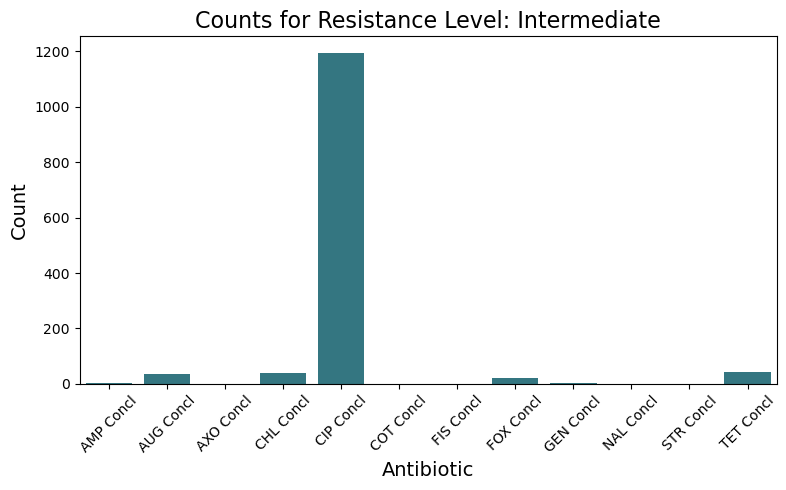 Counts for Resistance Level: Intermediate
Count
1200
1000
800
600
400
200
0
AMP Concl
AUG Concl
AXO Concl
CHL Concl
CIP Concl
COT Concl
FIS Concl
FOX Concl
GEN Concl
NAL Concl
STR Concl
TET Concl
Antibiotic